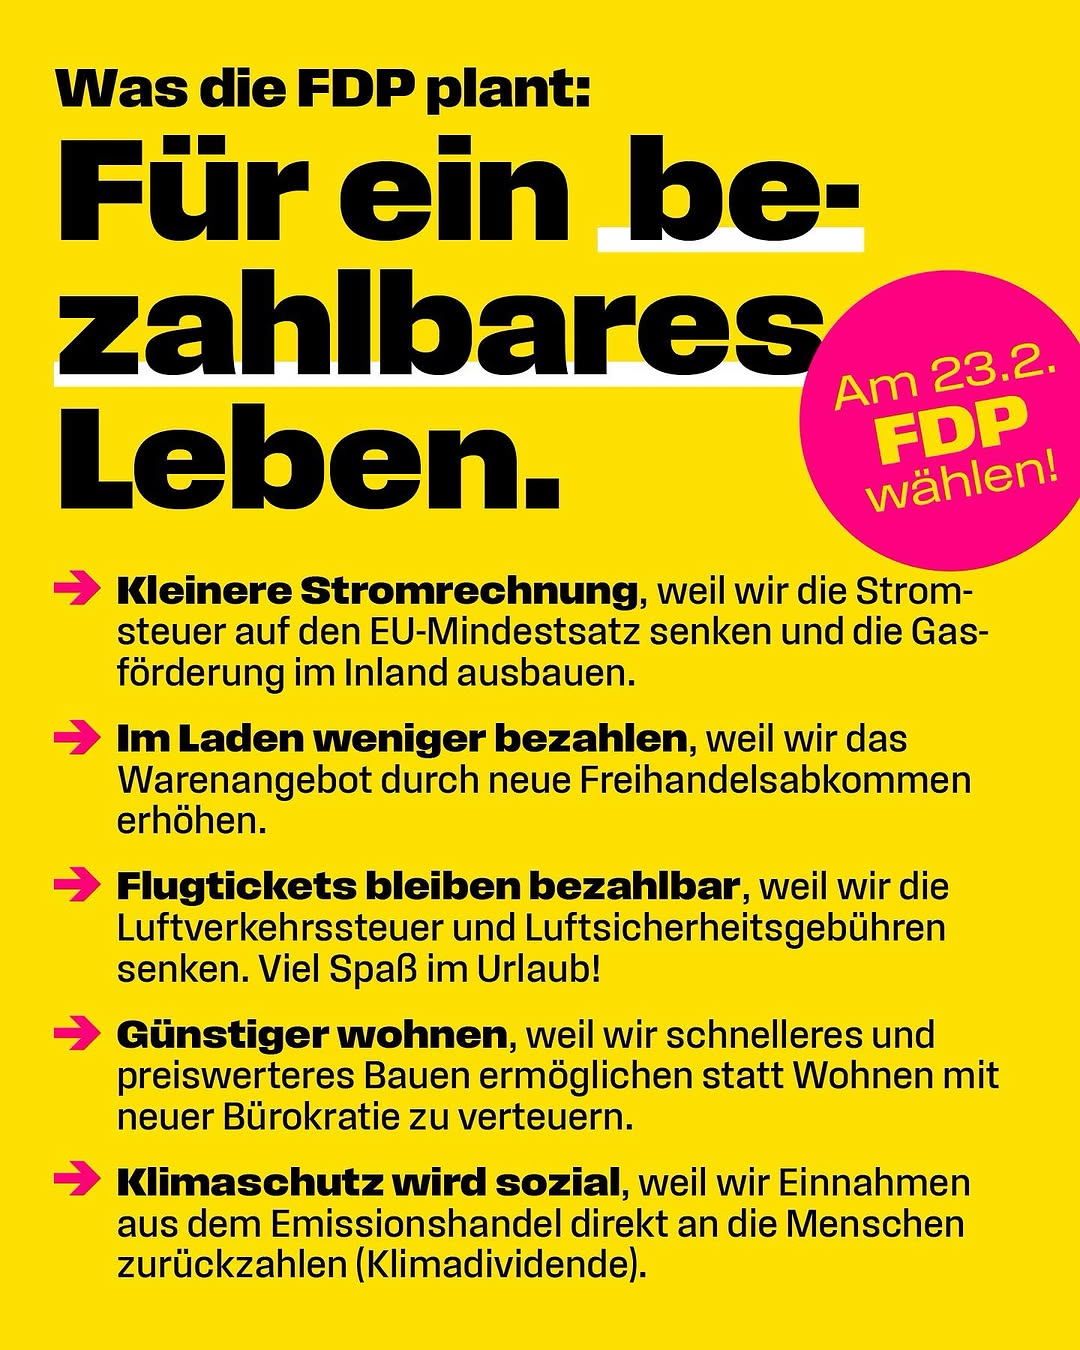 Was die FDP plant:
Für ein be-
zahlbares
Leben.
Am 23.2.
FDP
wählen!
➔ Kleinere Stromrechnung, weil wir die Strom-
steuer auf den EU-Mindestsatz senken und die Gas-
förderung im Inland ausbauen.
➔ Im Laden weniger bezahlen, weil wir das
Warenangebot durch neue Freihandelsabkommen
erhöhen.
➔ Flugtickets bleiben bezahlbar, weil wir die
Luftverkehrssteuer und Luftsicherheitsgebühren
senken. Viel Spaß im Urlaub!
➔ Günstiger wohnen, weil wir schnelleres und
preiswerteres Bauen ermöglichen statt Wohnen mit
neuer Bürokratie zu verteuern.
➔ Klimaschutz wird sozial, weil wir Einnahmen
aus dem Emissionshandel direkt an die Menschen
zurückzahlen (Klimadividende).